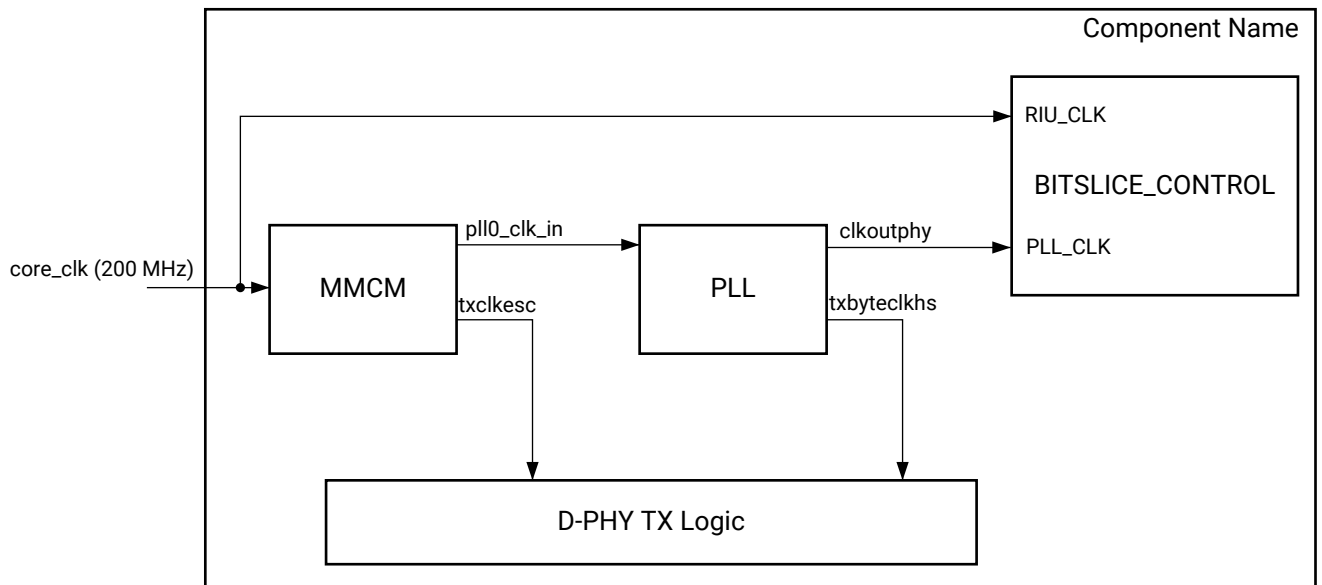 Component Name
RIU_CLK
BITSLICE_CONTROL
pll0_clk_in
clkoutphy
PLL_CLK
core_clk (200 MHz)
MMCM
PLL
txclkesc
txbyteclkhs
D-PHY TX Logic